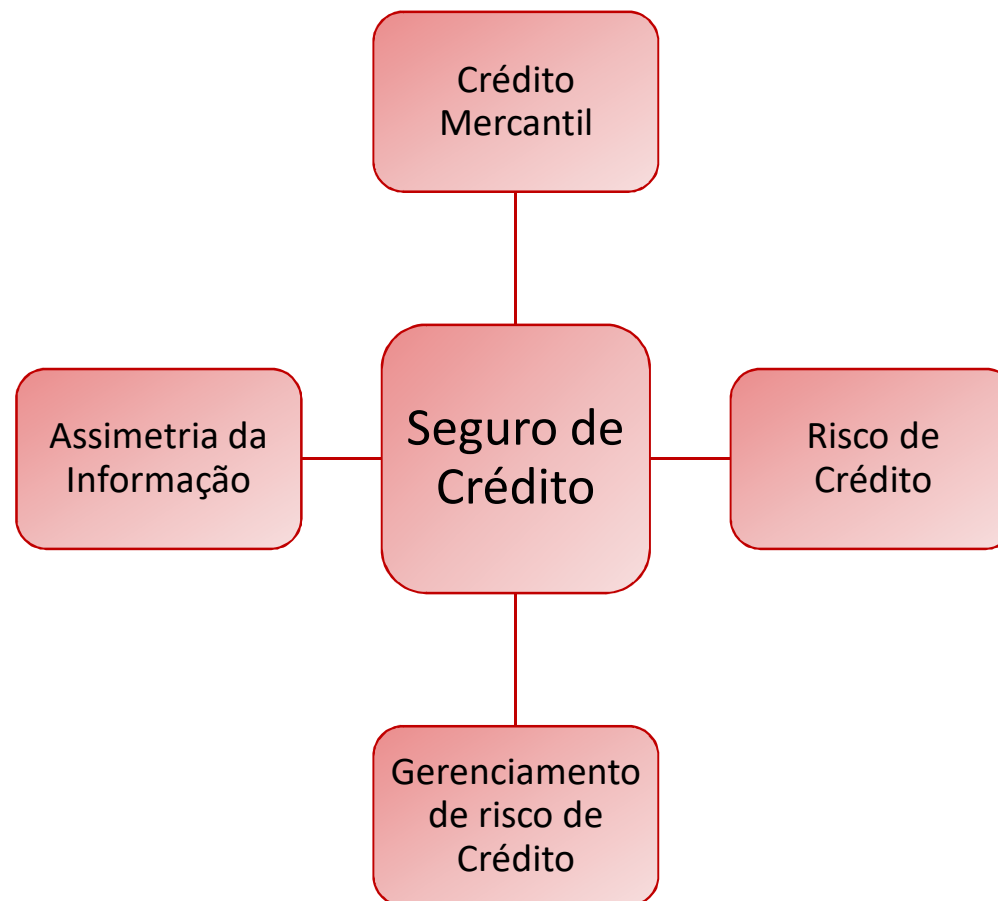 Crédito
Mercantil
Assimetria da
Informação
Seguro de
Crédito
Risco de
Crédito
Gerenciamento
de risco de
Crédito